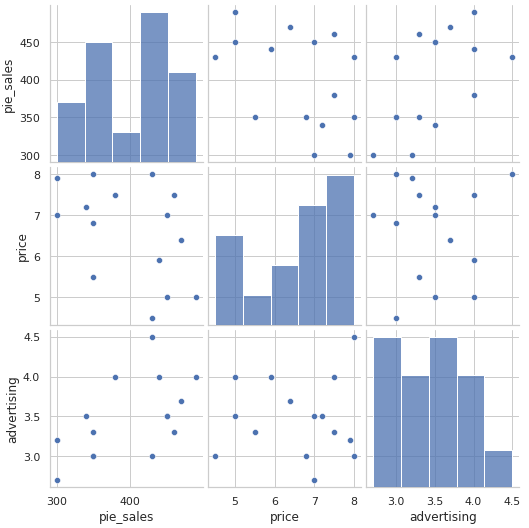 450
400
350
300
pie_sales
8
7
6
5
price
4.5
4.0
3.5
3.0
advertising
300 400
5 6 7 8
3.0 3.5 4.0 4.5
pie_sales price advertising